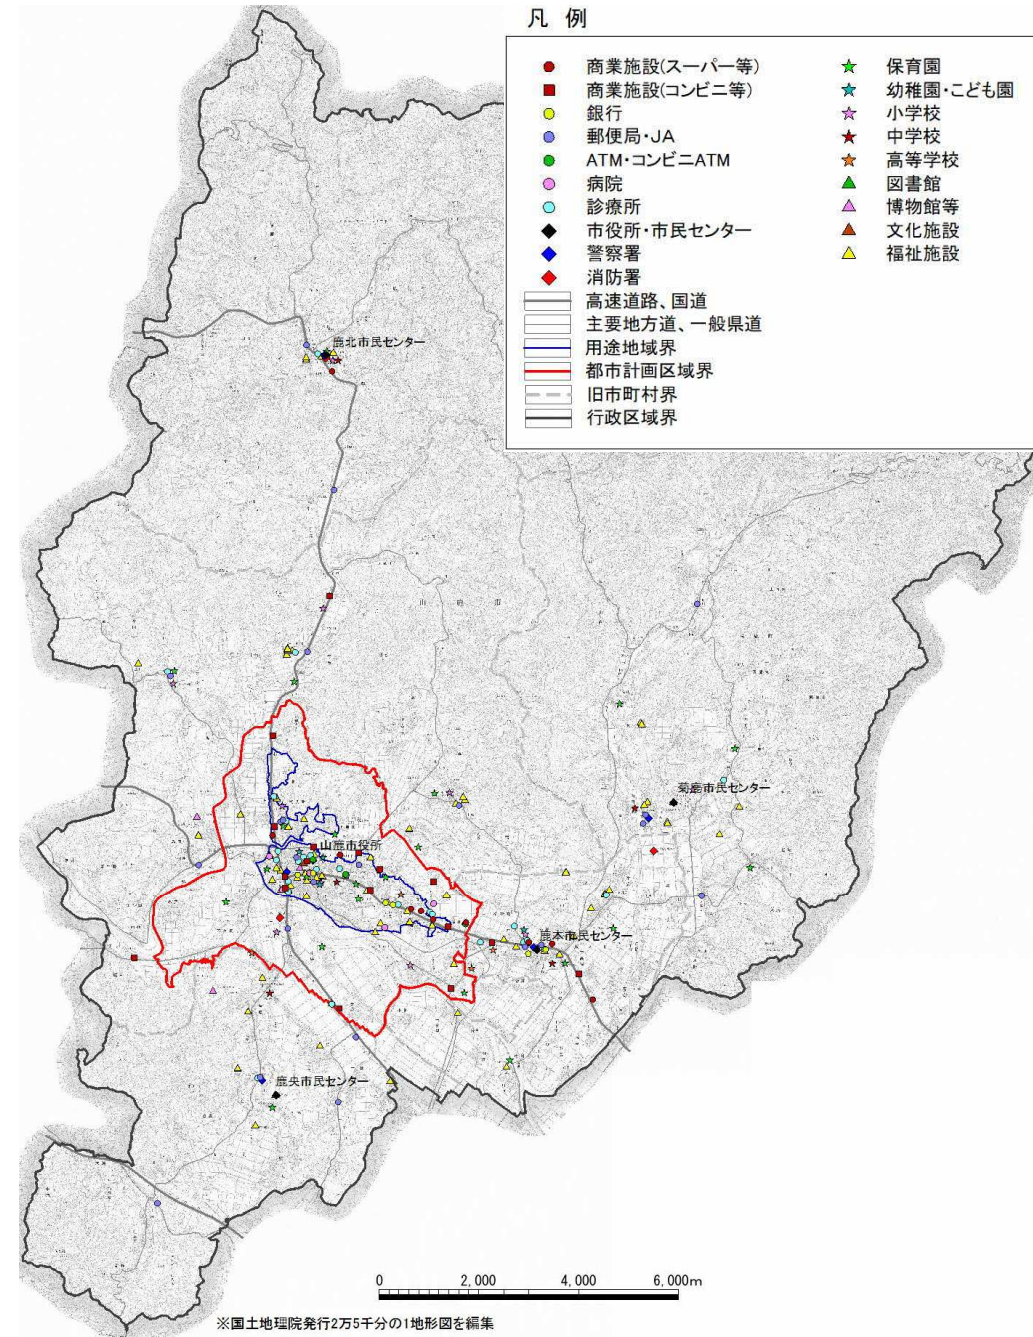 凡 例
商業施設(スーパー等)
商業施設(コンビニ等)
銀行
郵便局・JA
ATM・コンビニATM
病院
診療所
市役所・市民センター
警察署
消防署
高速道路、国道
主要地方道、一般県道
用途地域界
都市計画区域界
旧市町村界
行政区域界
保育園
幼稚園・こども園
小学校
中学校
高等学校
図書館
博物館等
文化施設
福祉施設
鹿北市民センター
山鹿市
菊鹿市民センター
山鹿市役所
鹿本市民センター
鹿央市民センター
0 2,000 4,000 6,000m
※国土地理院発行2万5千分の1地形図を編集